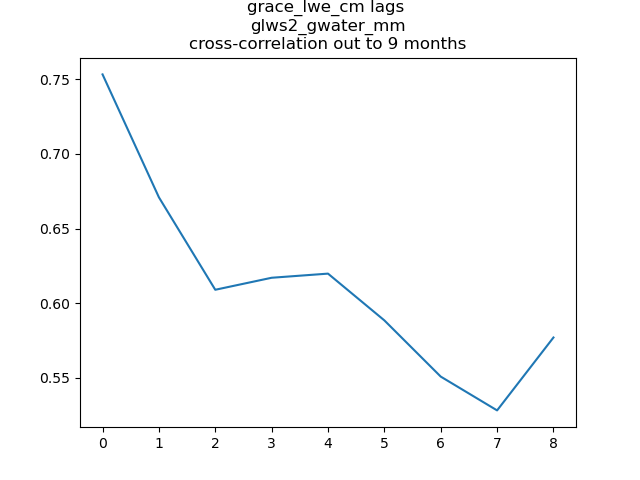 grace_lwe_cm lags
glws2_gwater_mm
cross-correlation out to 9 months
0.75
0.70
0.65
0.60
0.55
0 1 2 3 4 5 6 7 8